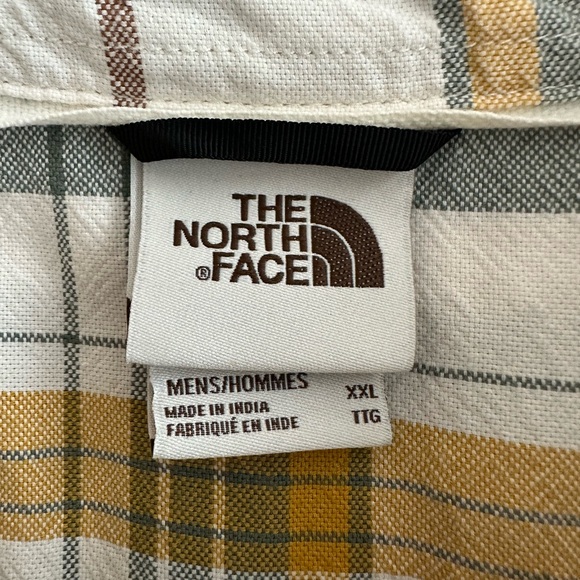 THE
NORTH
®FACE
MENS/HOMMES XXL
MADE IN INDIA TTG
FABRIQUÉ EN INDE